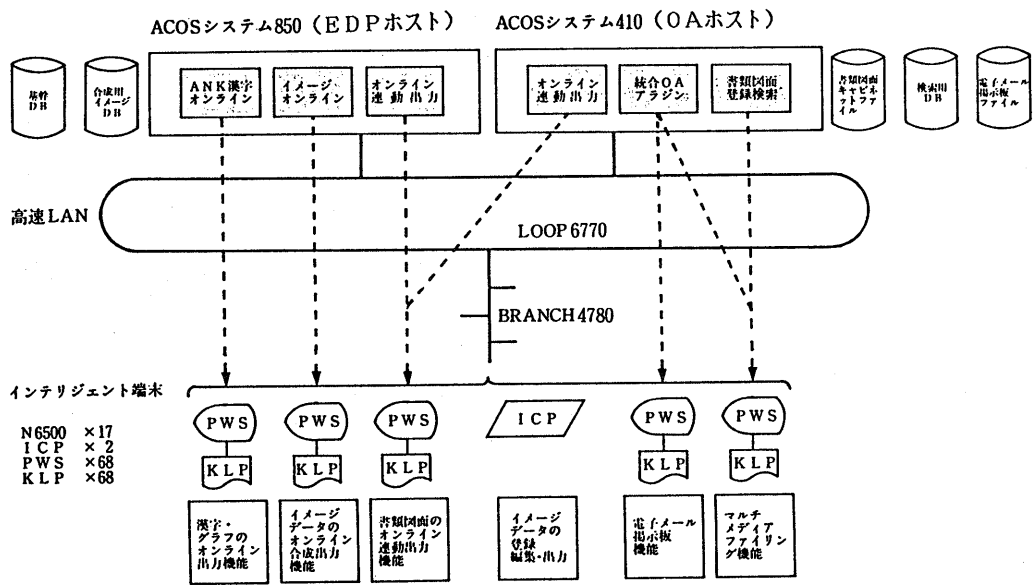 ACOSシステム850（EDPホスト）
ACOSシステム410（OAホスト）
基幹
DB
合成用
イメージ
DB
ANK漢字
オンライン
イメージ
オンライン
オンライン
連動出力
オンライン
連動出力
統合OA
アラジン
書類図面
登録検索
書類図面
キャビネ
ットファ
イル
検索用
DB
電子メール
掲示板
ファイル
高速LAN
LOOP6770
BRANCH4780
インテリジェント端末
N6500 ×17
ICP ×2
PWS ×68
KLP ×68
PWS
PWS
PWS
ICP
PWS
PWS
KLP
KLP
KLP
KLP
KLP
漢字・
グラフの
オンライン
出力機能
イメージ
データの
オンライン
合成出力
機能
書類図面の
オンライン
連動出力
機能
イメージ
データの
登録
編集・出力
電子メール
掲示板
機能
マルチ
メディア
ファイリン
グ機能